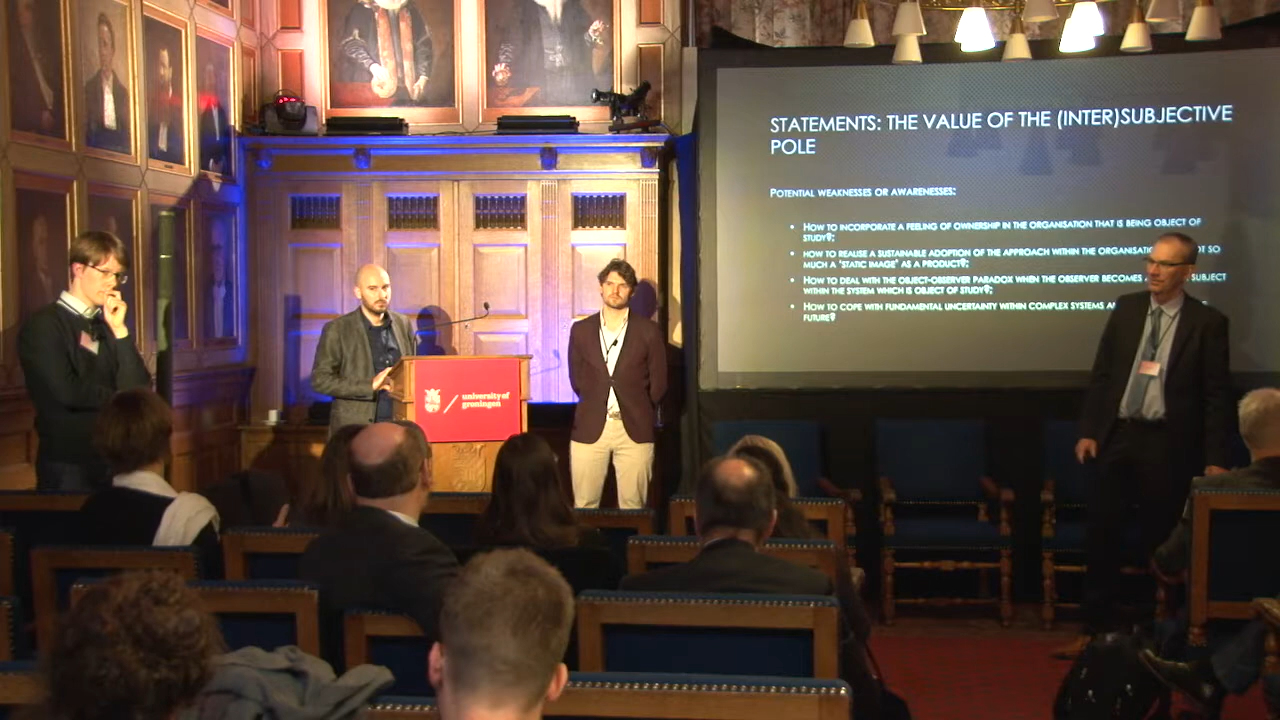 STATEMENTS: THE VALUE OF THE (INTER)SUBJECTIVE
POLE
POTENTIAL WEAKNESSES OR AWARENESSES:
• HOW TO INCORPORATE A FEELING OF OWNERSHIP IN THE ORGANISATION THAT IS BEING OBJECT OF
STUDY?;
• HOW TO REALISE A SUSTAINABLE ADOPTION OF THE APPROACH WITHIN THE SO
MUCH A "STATIC IMAGE" AS A PRODUCT?;
• HOW TO DEAL WITH THE OBJECT-OBSERVER PARADOX WHEN THE OBSERVER BECOMES SUBJECT
WITHIN THE SYSTEM WHICH IS OBJECT OF STUDY?;
• HOW TO COPE WITH FUNDAMENTAL UNCERTAINTY WITHIN COMPLEX SYSTEMS
FUTURE?
university of
groningen